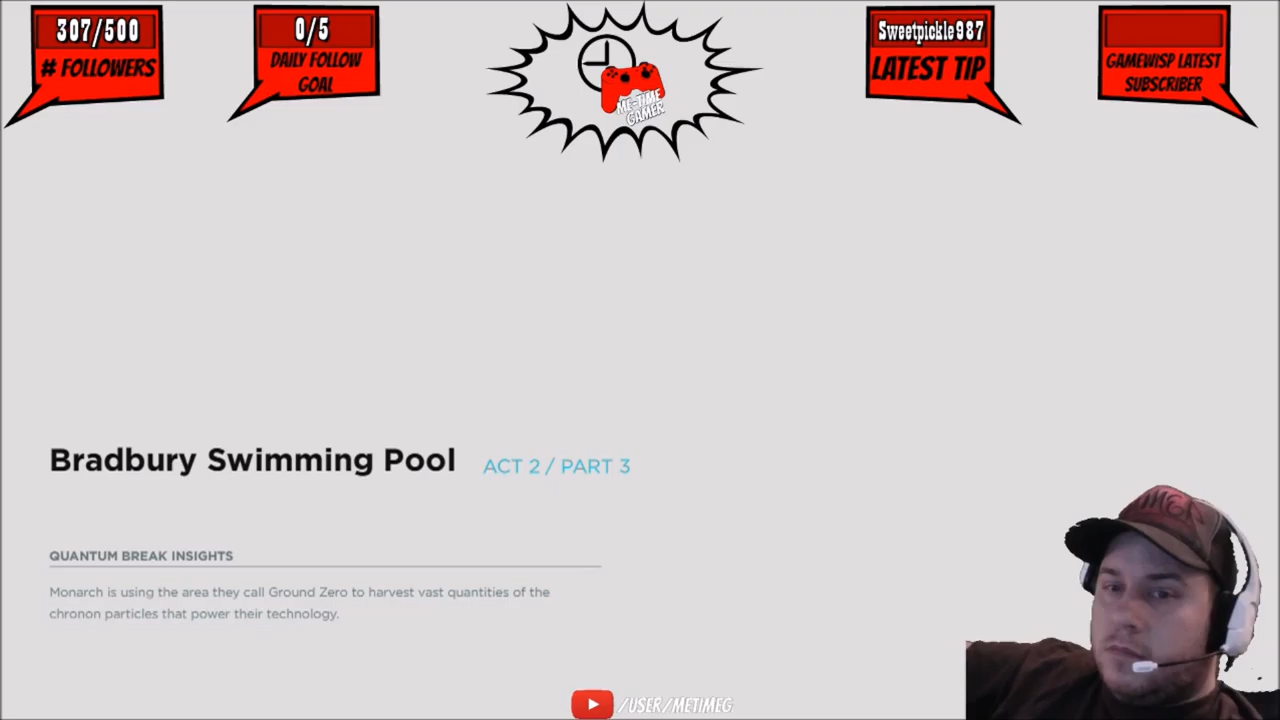 307/500
# FOLLOWERS
0/5
DAILY FOLLOW
GOAL
ME-TIME
GAMER
Sweetpickle987
LATEST TIP
GAMEWISP LATEST
SUBSCRIBER
Bradbury Swimming Pool ACT 2 / PART 3
QUANTUM BREAK INSIGHTS
Monarch is using the area they call Ground Zero to harvest vast quantities of the
chronon particles that power their technology.
/USER/METIMEG